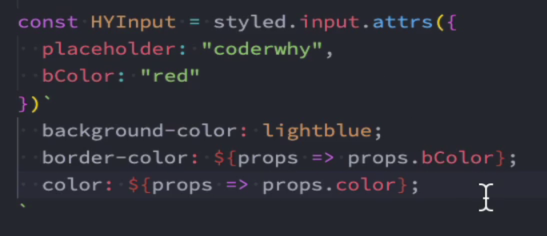 const HYInput = styled.input.attrs({
  placeholder: "coderwhy",
  bColor: "red"
})`
  background-color: lightblue;
  border-color: ${props => props.bColor};
  color: ${props => props.color};
`